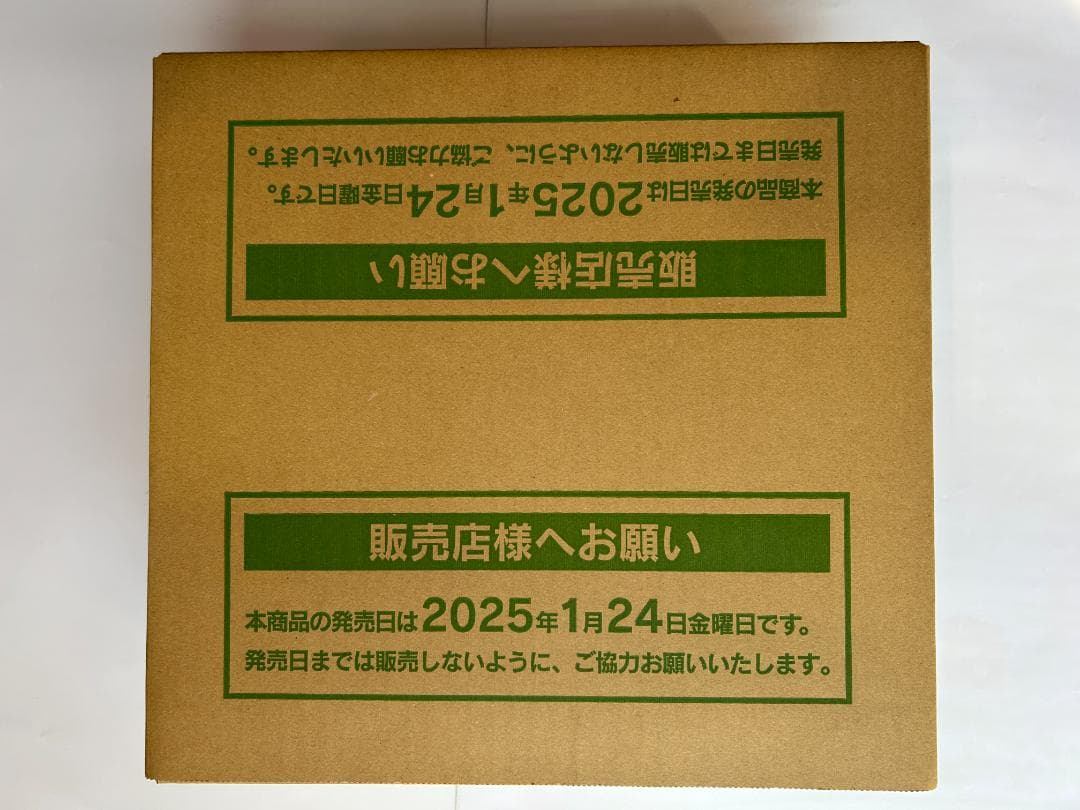 発売日までは販売しないように、ご協力お願いいたします。
本商品の発売日は2025年1月24日金曜日です。
販売店様へお願い
販売店様へお願い
本商品の発売日は2025年1月24日金曜日です。
発売日までは販売しないように、ご協力お願いいたします。